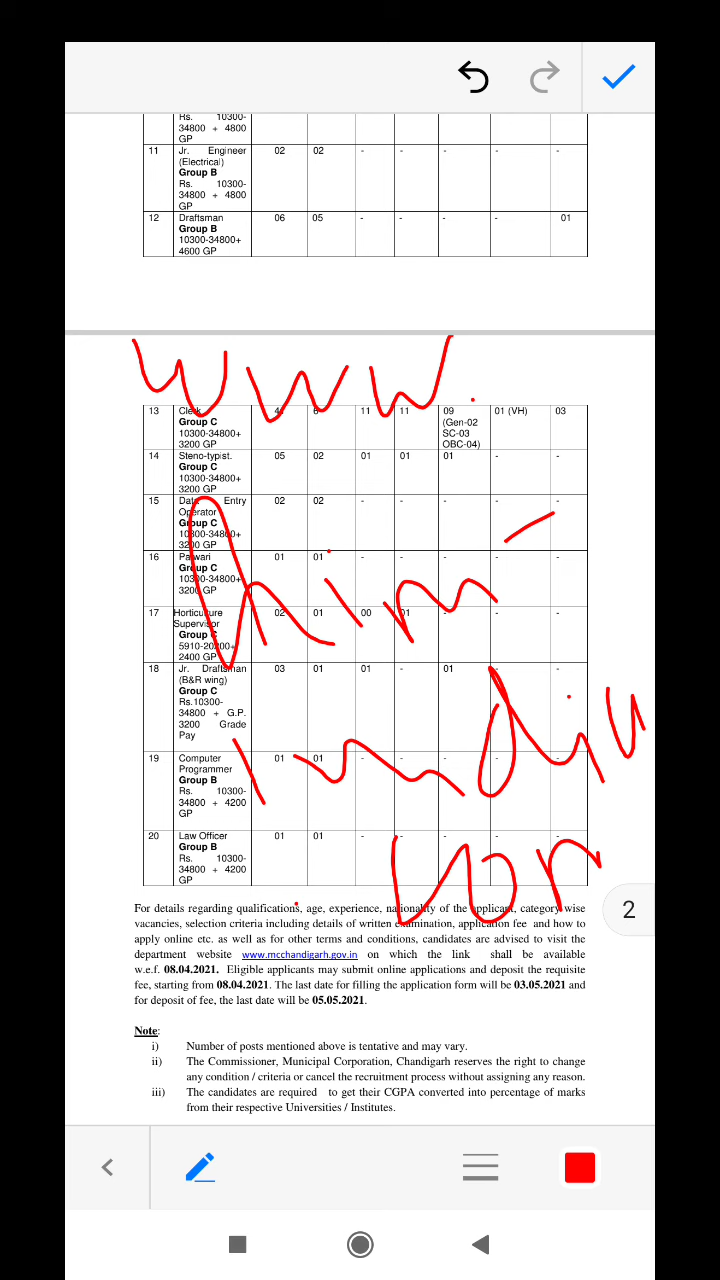 Rs. 10300-
34800 + 4800
GP
11 Jr. Engineer 02 02 - - - - -
(Electrical)
Group B
Rs. 10300-
34800 + 4800
GP
12 Draftsman 06 05 - - - - 01
Group B
10300-34800+
4600 GP
www.
13 Clerk 11 11 09 01 (VH) 03
Group C (Gen-02
10300-34800+ SC-03
3200 GP OBC-04)
14 Steno-typist. 05 02 01 01 01 - -
Group C
10300-34800+
3200 GP
15 Data Entry 02 02 - - - - -
Operator
Group C
10300-34800+
3200 GP
16 Patwari 01 01 - - - - -
Group C
10300-34800+
3200 GP
17 Horticulture 02 01 00 01 - - -
Supervisor
Group C
5910-20200+
2400 GP
18 Jr. Draftsman 03 01 01 - 01 - -
(B&R wing)
Group C
Rs.10300-
34800 + G.P.
3200 Grade
Pay
19 Computer 01 01 - - - - -
Programmer
Group B
Rs. 10300-
34800 + 4200
GP
20 Law Officer 01 01 - - - - -
Group B
Rs. 10300-
34800 + 4200
GP
For details regarding qualifications, age, experience, nationality of the applicant, category wise
vacancies, selection criteria including details of written examination, application fee and how to
apply online etc. as well as for other terms and conditions, candidates are advised to visit the
department website www.mcchandigarh.gov.in on which the link shall be available
w.e.f. 08.04.2021. Eligible applicants may submit online applications and deposit the requisite
fee, starting from 08.04.2021. The last date for filling the application form will be 03.05.2021 and
for deposit of fee, the last date will be 05.05.2021.
2
Note:
i) Number of posts mentioned above is tentative and may vary.
ii) The Commissioner, Municipal Corporation, Chandigarh reserves the right to change
any condition / criteria or cancel the recruitment process without assigning any reason.
iii) The candidates are required to get their CGPA converted into percentage of marks
from their respective Universities / Institutes.